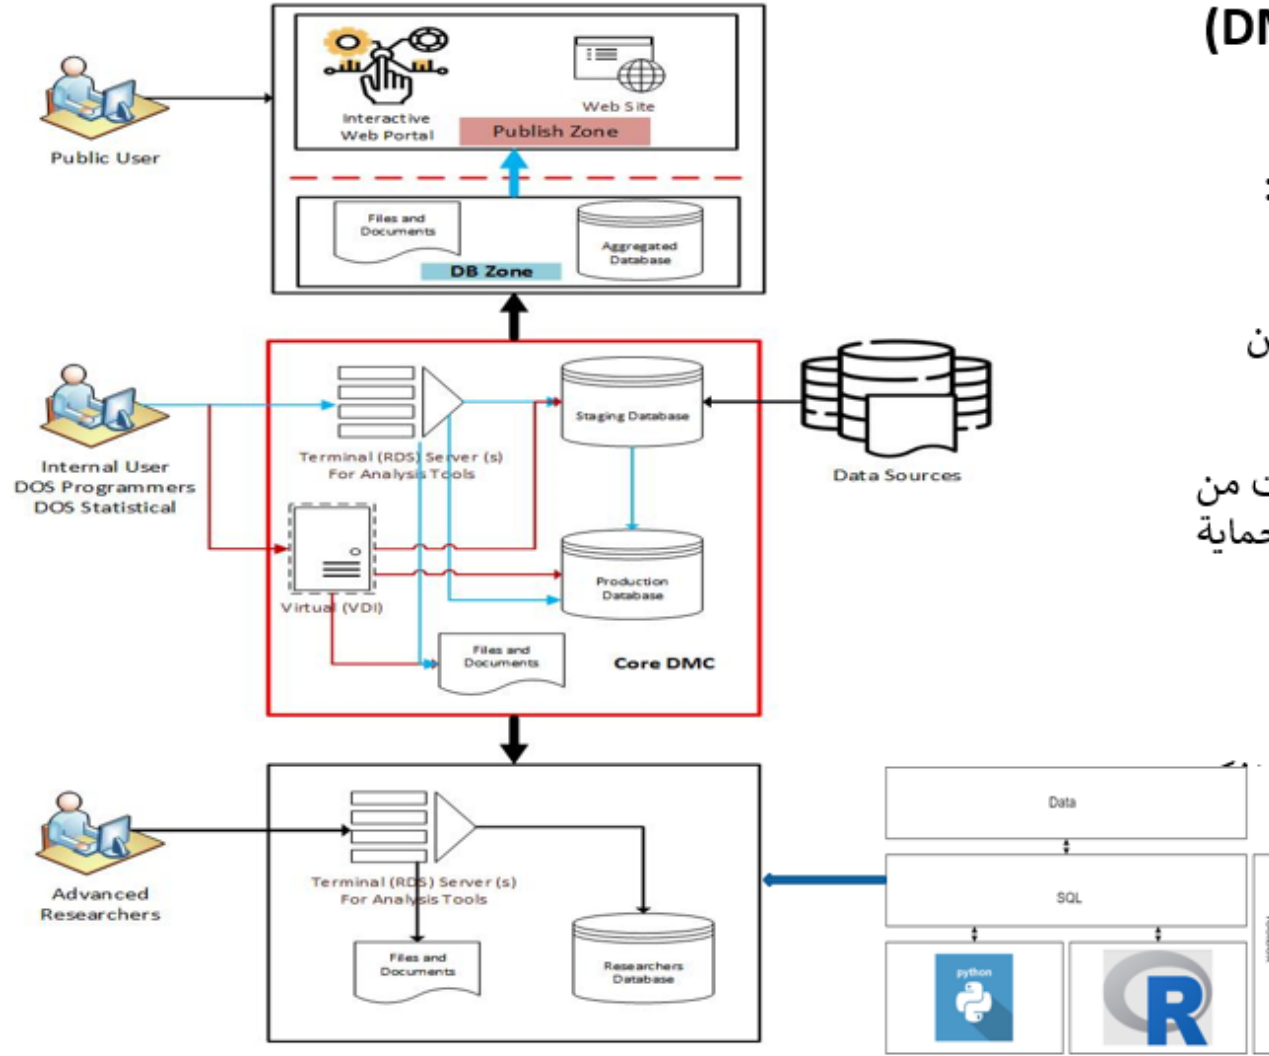 (DM
:
ن
ت من
حماية
Interactive
Web Portal
Web Site
Publish Zone
Public User
Files and
Documents
Aggregated
Database
DB Zone
Internal User
DOS Programmers
DOS Statistical
Terminal (RDS) Server (s)
For Analysis Tools
Staging Database
Data Sources
Virtual (VDI)
Production
Database
Files and
Documents
Core DMC
Advanced
Researchers
Terminal (RDS) Server (s)
For Analysis Tools
Files and
Documents
Researchers
Database
Data
SQL
python
R